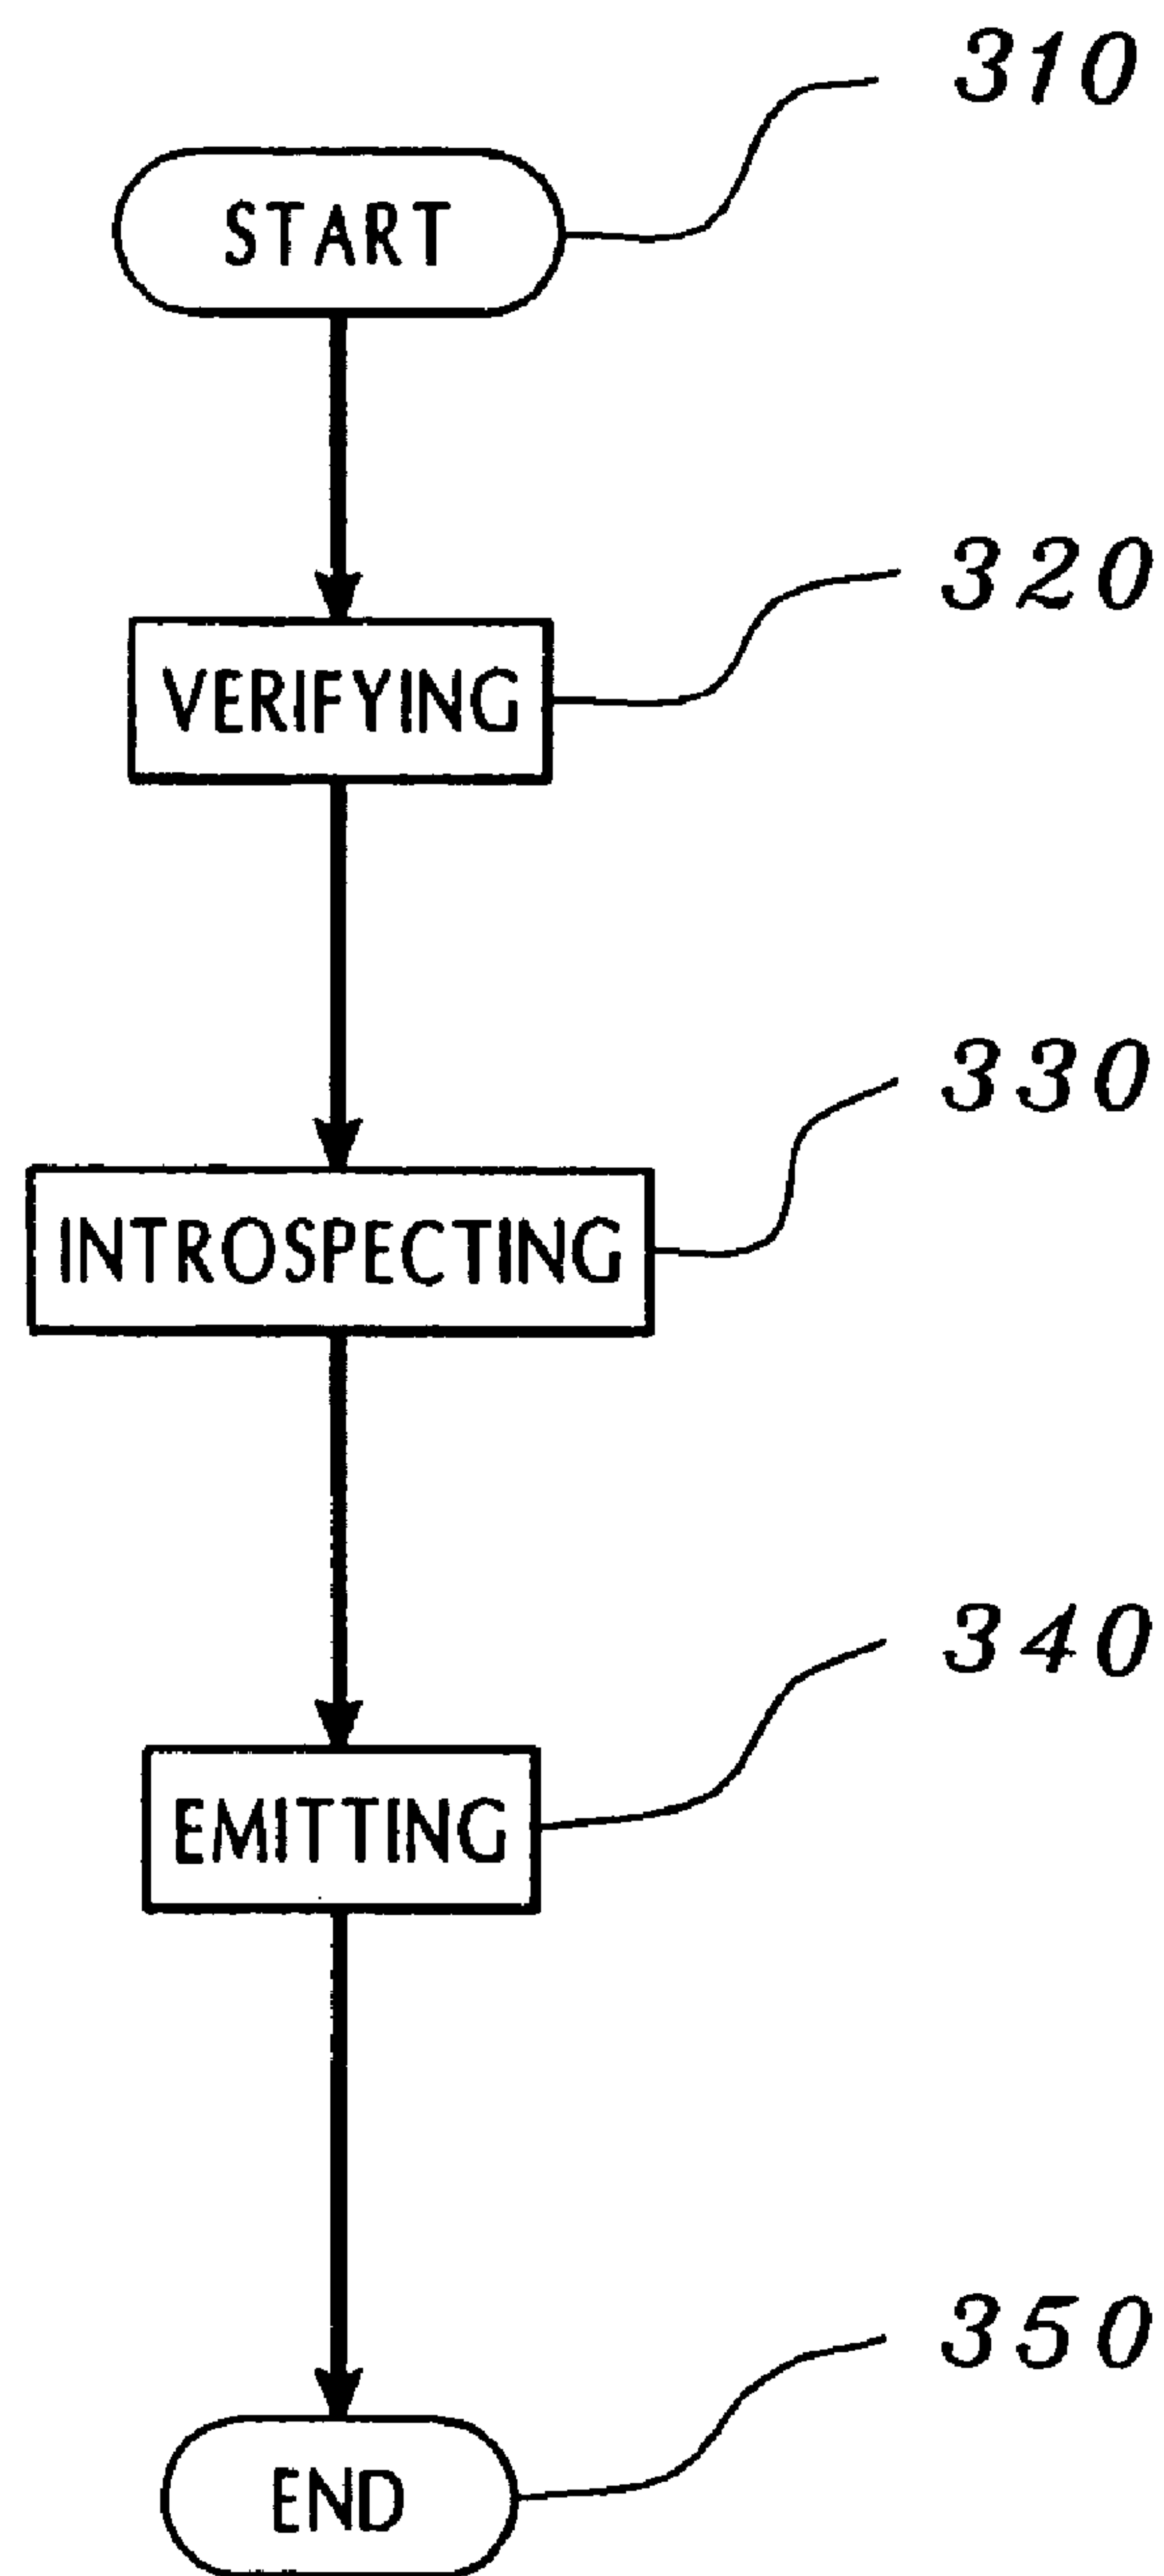 310
START
320
VERIFYING
330
INTROSPECTING
340
EMITTING
350
END